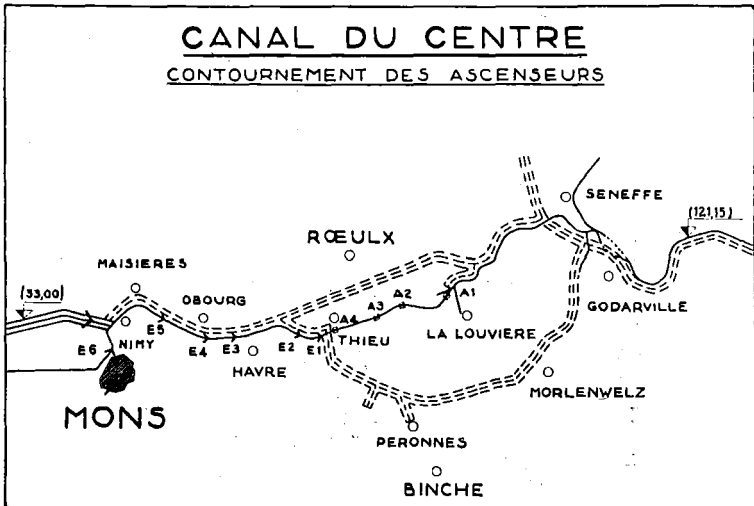 CANAL DU CENTRE
CONTOURNEMENT DES ASCENSEURS
SENEFFE
(121,15)
RŒULX
MAISIERES
(33,00)
OBOURG
GODARVILLE
A1
A2
A3
A4
LA LOUVIERE
THIEU
E1
E2
E3
E4
E5
E6
NIMY
HAVRE
MONS
MORLENWELZ
PERONNES
BINCHE